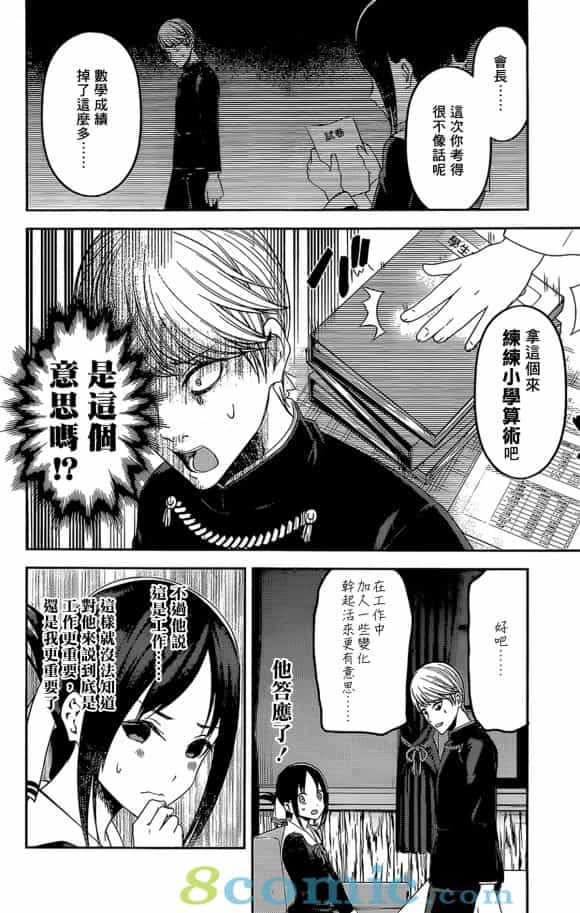 會長……
這次你考得
很不像話呢
試卷
數學成績
掉了這麼多…
學生
拿這個來
練練小學算術吧
是這個
意思嗎!?
好吧…
在工作中
加入一些變化
幹起活來更有意思…
他答應了!
不過他說
這是工作……
這樣就沒法知道
對他來說到底是
工作更重要，
還是我更重要了
8comic.com